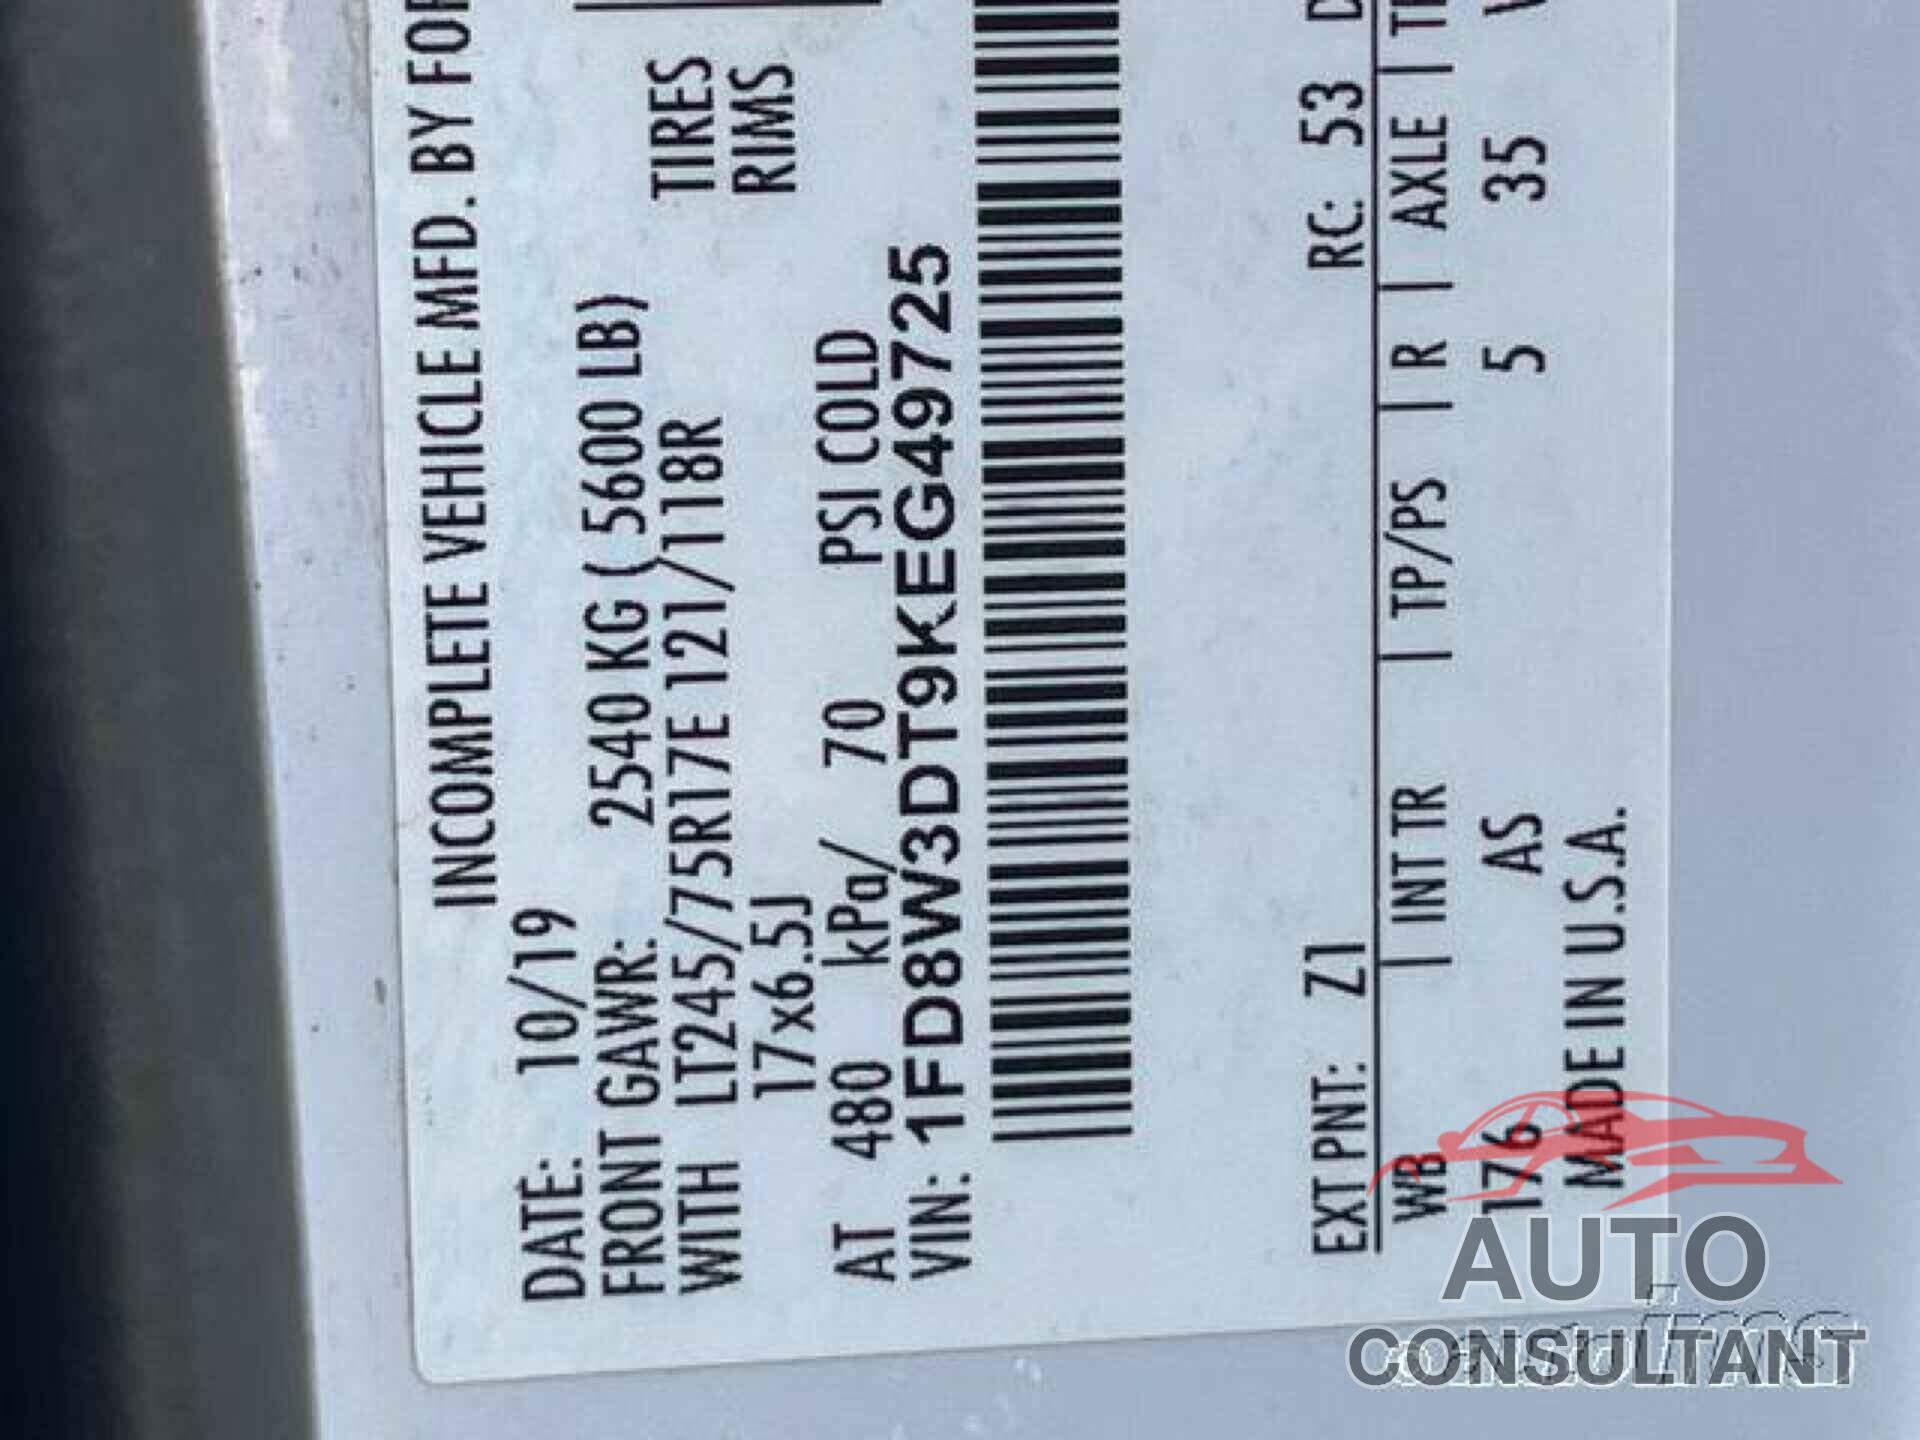 INCOMPLETE VEHICLE MFD. BY FOR
DATE: 10/19
FRONT GAWR: 2540 KG ( 5600 LB)
WITH LT245/75R17E 121/118R TIRES
17x6.5J RIMS
AT 480 kPa/ 70 PSI COLD
VIN: 1FD8W3DT9KEG49725
EXT PNT: Z1 RC: 53 D
WB | INT TR | TP/PS | R | AXLE | TR
176 AS 5 35
MADE IN U.S.A.
AUTO
CONSULTANT